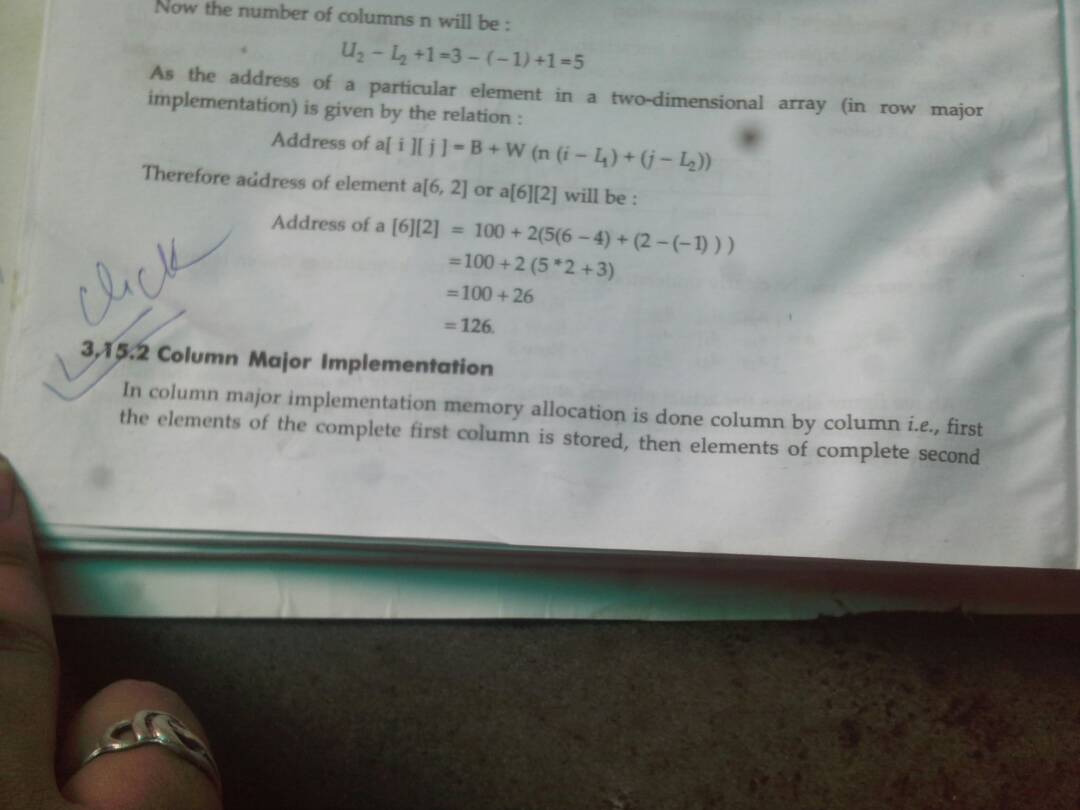 Now the number of columns n will be :
U₂ – L₂ +1 =3 – (– 1) +1 =5
As the address of a particular element in a two-dimensional array (in row major
implementation) is given by the relation :
Address of a[ i ][ j ] = B + W (n (i – L₁) + (j – L₂))
Therefore address of element a[6, 2] or a[6][2] will be :
Address of a [6][2] = 100 + 2(5(6 – 4) + (2 – (–1) ) )
=100 + 2 (5 * 2 + 3)
= 100 + 26
= 126.
click
3.15.2 Column Major Implementation
In column major implementation memory allocation is done column by column i.e., first
the elements of the complete first column is stored, then elements of complete second